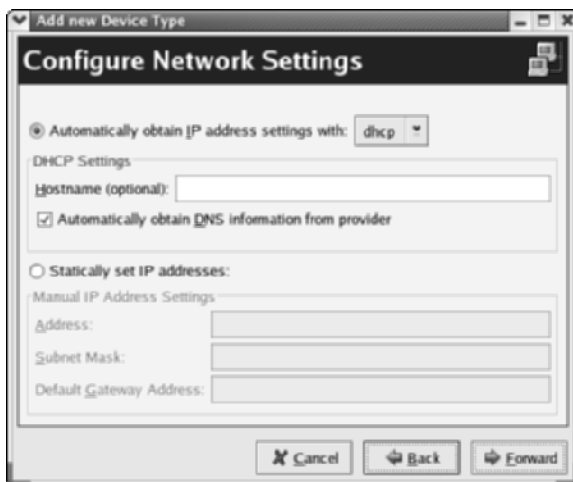 Add new Device Type
Configure Network Settings
Automatically obtain IP address settings with: dhcp
DHCP Settings
Hostname (optional):
Automatically obtain DNS information from provider
Statically set IP addresses:
Manual IP Address Settings
Address:
Subnet Mask:
Default Gateway Address:
Cancel Back Forward